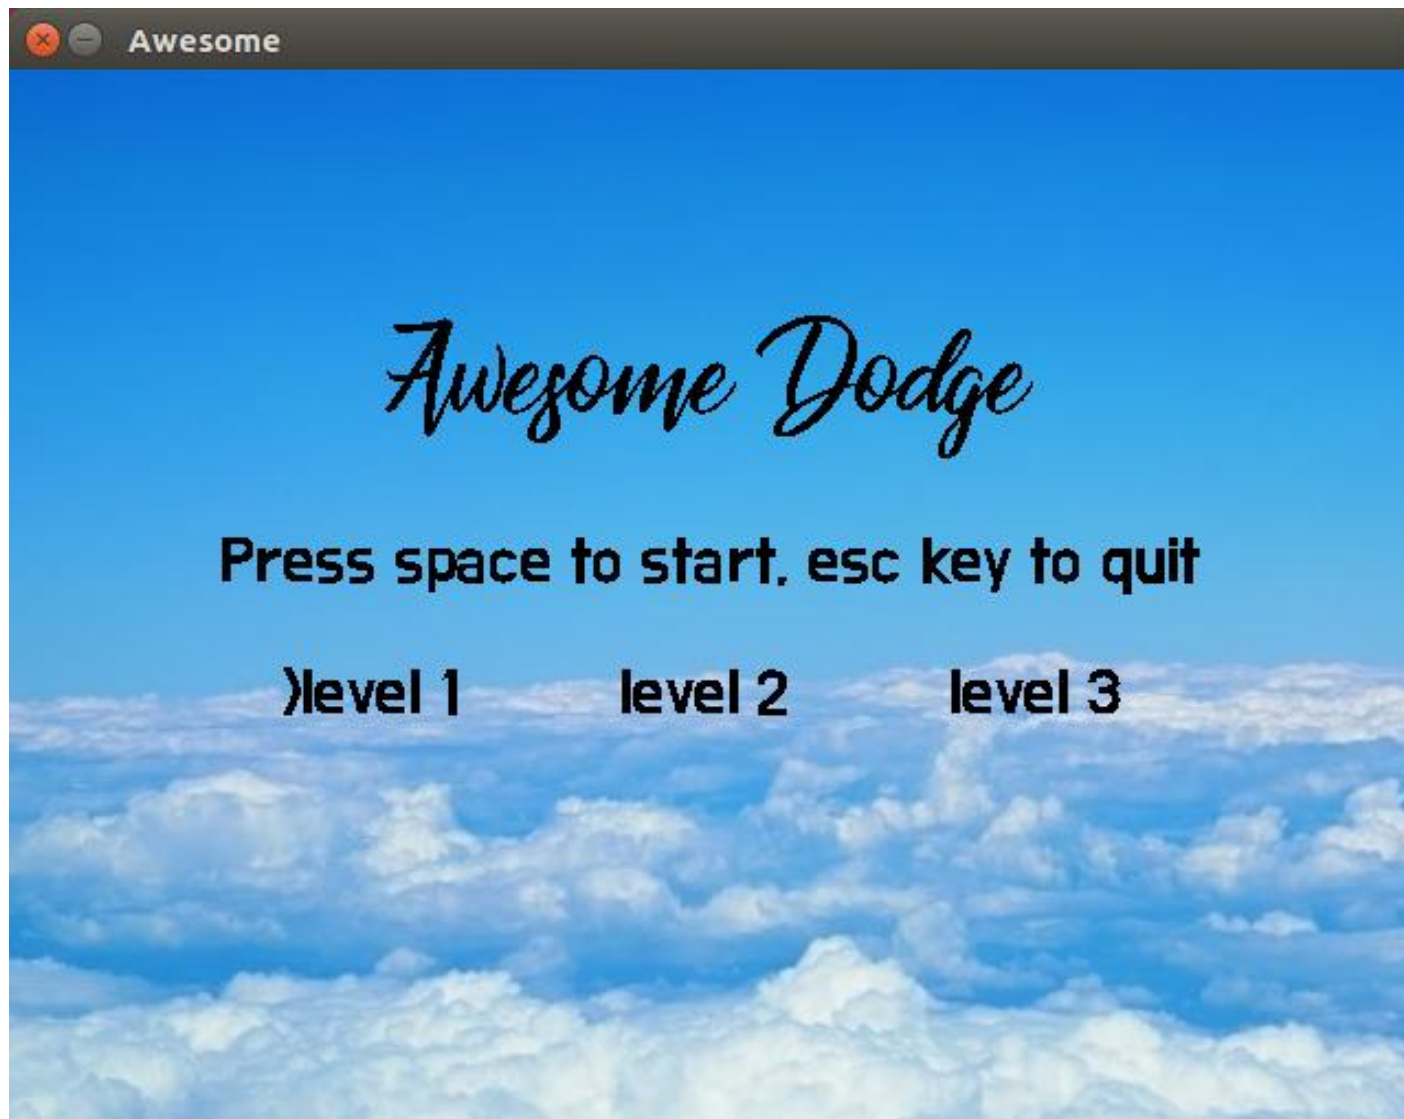 Awesome
Awesome Dodge
Press space to start, esc key to quit
>level 1 level 2 level 3